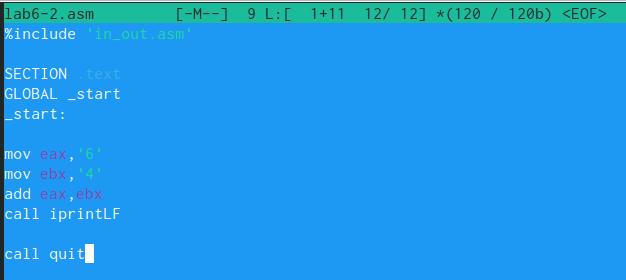 lab6-2.asm [-M--] 9 L:[ 1+11 12/ 12] *(120 / 120b) <EOF>
%include 'in_out.asm'
SECTION .text
GLOBAL _start
_start:
mov eax,'6'
mov ebx,'4'
add eax,ebx
call iprintLF
call quit